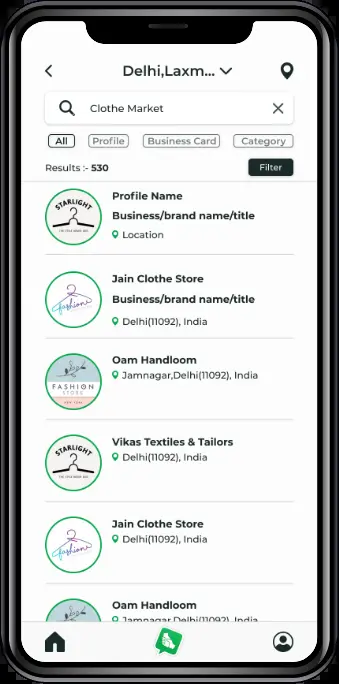 Delhi,Laxm...
Clothe Market
All
Profile
Business Card
Category
Results :- 530
Filter
STARLIGHT
Profile Name
Business/brand name/title
Location
fashions
Jain Clothe Store
Business/brand name/title
Delhi(11092), India
FASHION
STORE
Oam Handloom
Jamnagar,Delhi(11092), India
STARLIGHT
Vikas Textiles & Tailors
Delhi(11092), India
fashions
Jain Clothe Store
Delhi(11092), India
Oam Handloom
Jamnagar,Delhi(11092), India